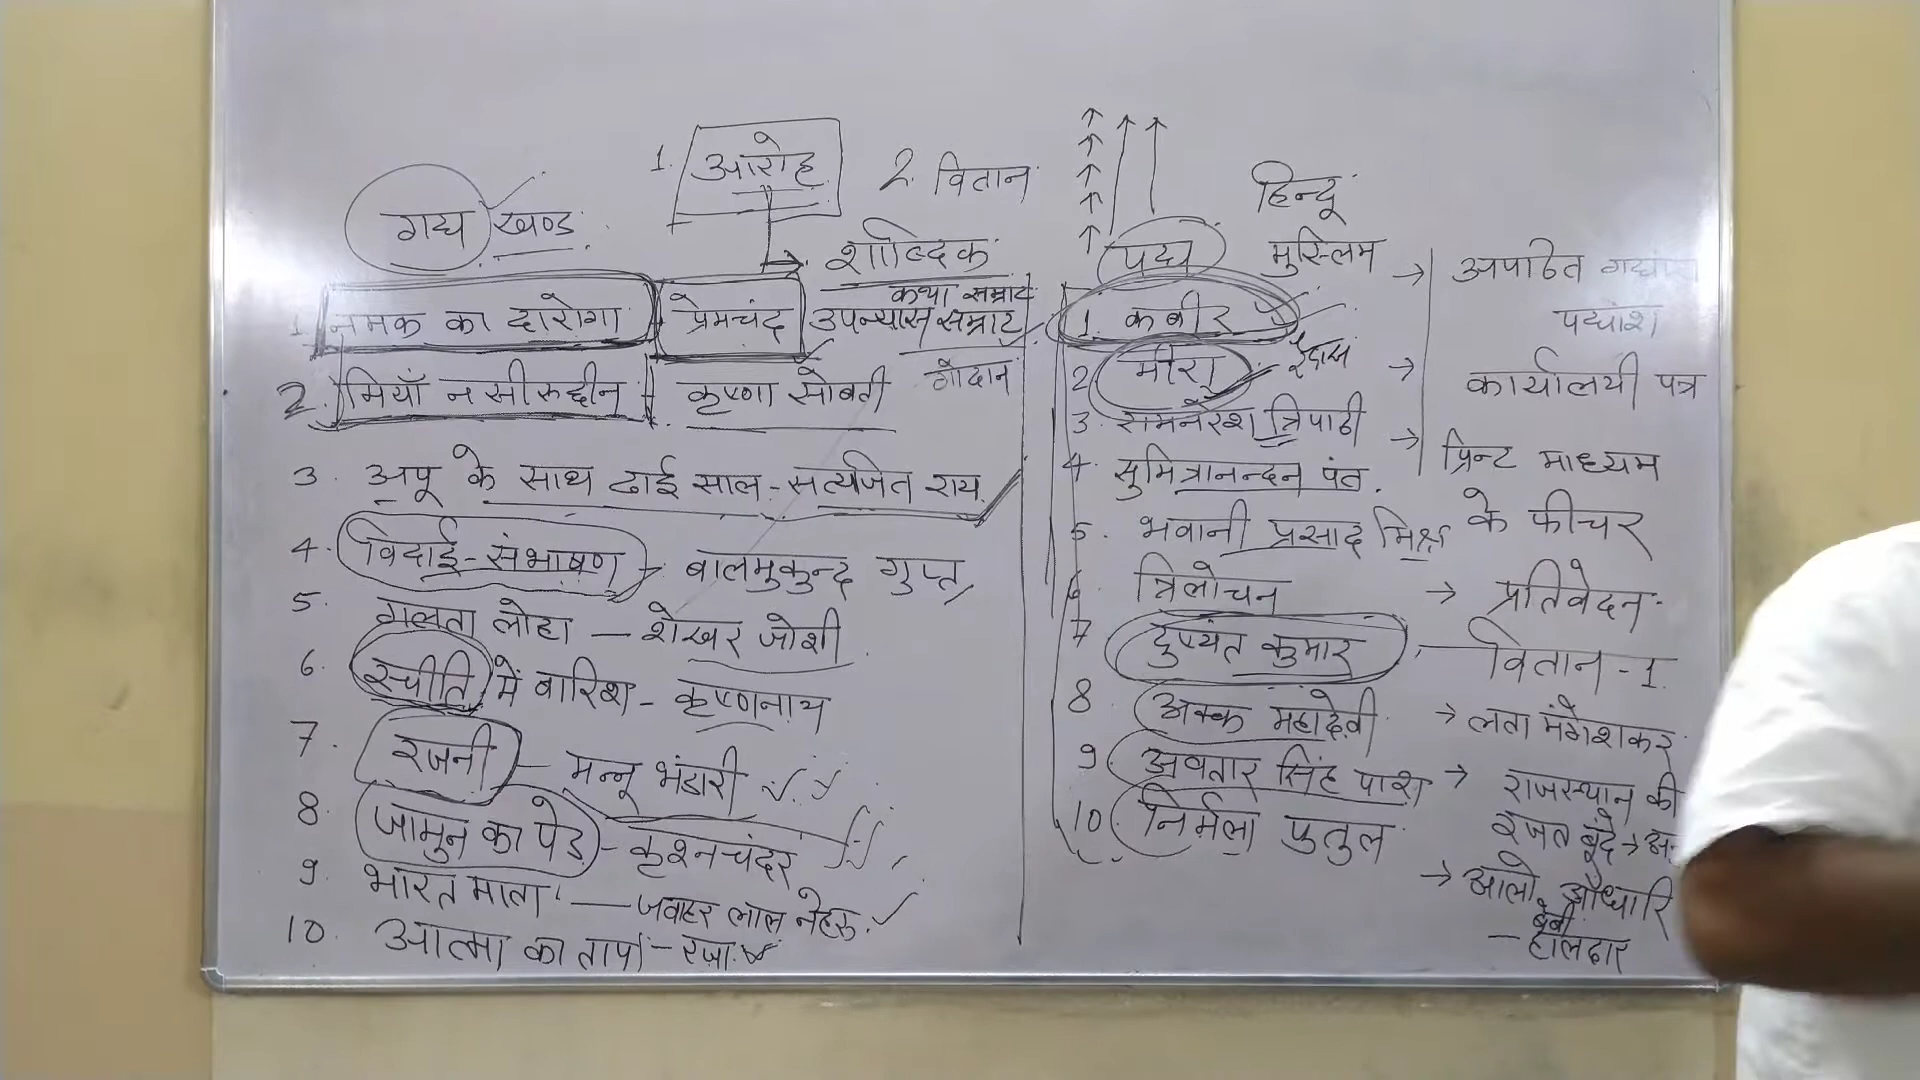 1. आरोह 2. वितान
गद्य खण्ड
शाब्दिक
1. नमक का दारोगा - प्रेमचंद
कथा सम्राट
उपन्यास सम्राट
गोदान
2. मियाँ नसीरुद्दीन - कृष्णा सोबती
3. अपू के साथ ढाई साल - सत्यजित राय
4. विदाई-संभाषण - बालमुकुन्द गुप्त
5. गलता लोहा - शेखर जोशी
6. स्पीति में बारिश - कृष्णनाथ
7. रजनी - मन्नू भंडारी
8. जामुन का पेड़ - कृश्नचंदर
9. भारत माता - जवाहर लाल नेहरू
10. आत्मा का ताप - रज़ा
हिन्दू
मुस्लिम
पद्य
1. कबीर
2. मीरा
रैदास
3. रामनरेश त्रिपाठी
4. सुमित्रानन्दन पंत
5. भवानी प्रसाद मिश्र
6. त्रिलोचन
7. दुष्यंत कुमार
8. अक्क महादेवी
9. अवतार सिंह पाश
10. निर्मला पुतुल
→ अपठित गद्यांश
पद्यांश
→ कार्यालयी पत्र
→ प्रिन्ट माध्यम
के फीचर
→ प्रतिवेदन
वितान - 1.
→ लता मंगेशकर
→ राजस्थान की
रजत बूंदें →
→ आलो आँधारि
- बेबी
हालदार